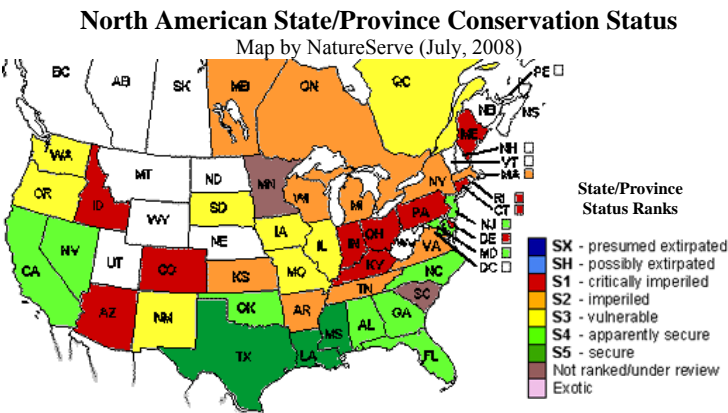 North American State/Province Conservation Status
Map by NatureServe (July, 2008)
BC
AB
SK
MB
ON
QC
PE
NB
NS
WA
MT
ND
MN
ME
NH
VT
MA
OR
ID
WY
SD
WI
MI
NY
RI
CT
State/Province
Status Ranks
NV
UT
NE
IA
IL
IN
OH
PA
WV
NJ
DE
MD
DC
CA
CO
KS
MO
KY
VA
AZ
NM
OK
AR
TN
NC
SC
TX
LA
MS
AL
GA
FL
SX - presumed extirpated
SH - possibly extirpated
S1 - critically imperiled
S2 - imperiled
S3 - vulnerable
S4 - apparently secure
S5 - secure
Not ranked/under review
Exotic